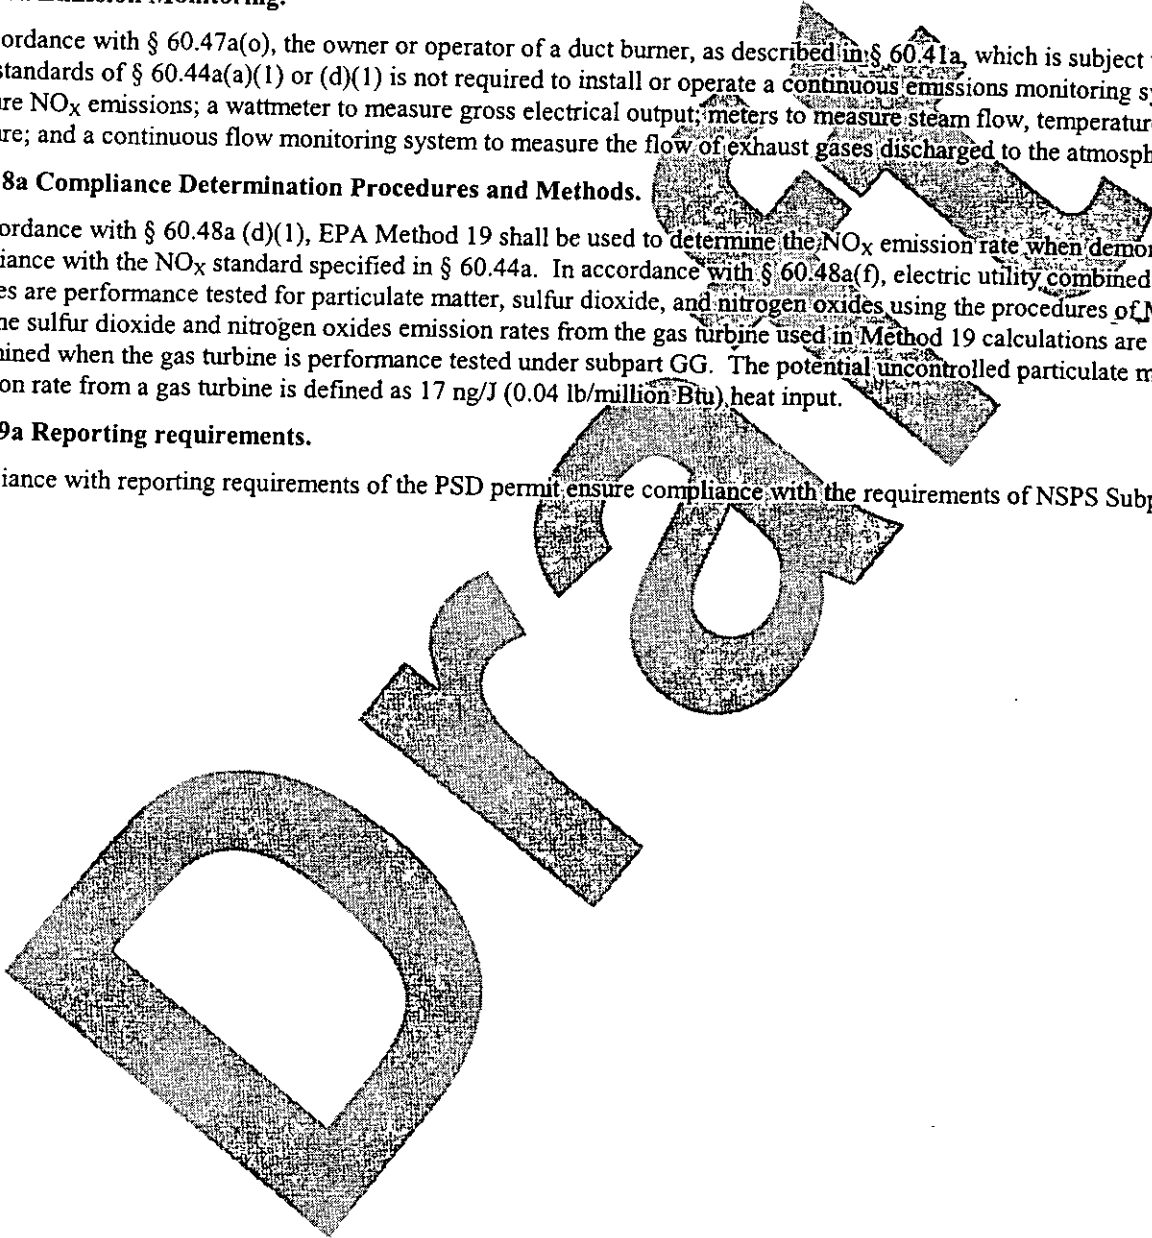 Emission Monitoring.
ordance with § 60.47a(o), the owner or operator of a duct burner, as described in § 60.41a, which is subject
standards of § 60.44a(a)(1) or (d)(1) is not required to install or operate a continuous emissions monitoring sy
re NOX emissions; a wattmeter to measure gross electrical output; meters to measure steam flow, temperatur
re; and a continuous flow monitoring system to measure the flow of exhaust gases discharged to the atmosph
8a Compliance Determination Procedures and Methods.
ordance with § 60.48a (d)(1), EPA Method 19 shall be used to determine the NOX emission rate when demon
iance with the NOX standard specified in § 60.44a. In accordance with § 60.48a(f), electric utility combined
es are performance tested for particulate matter, sulfur dioxide, and nitrogen oxides using the procedures of M
ne sulfur dioxide and nitrogen oxides emission rates from the gas turbine used in Method 19 calculations are
nined when the gas turbine is performance tested under subpart GG. The potential uncontrolled particulate m
on rate from a gas turbine is defined as 17 ng/J (0.04 lb/million Btu) heat input.
9a Reporting requirements.
iance with reporting requirements of the PSD permit ensure compliance with the requirements of NSPS Subp
Draft